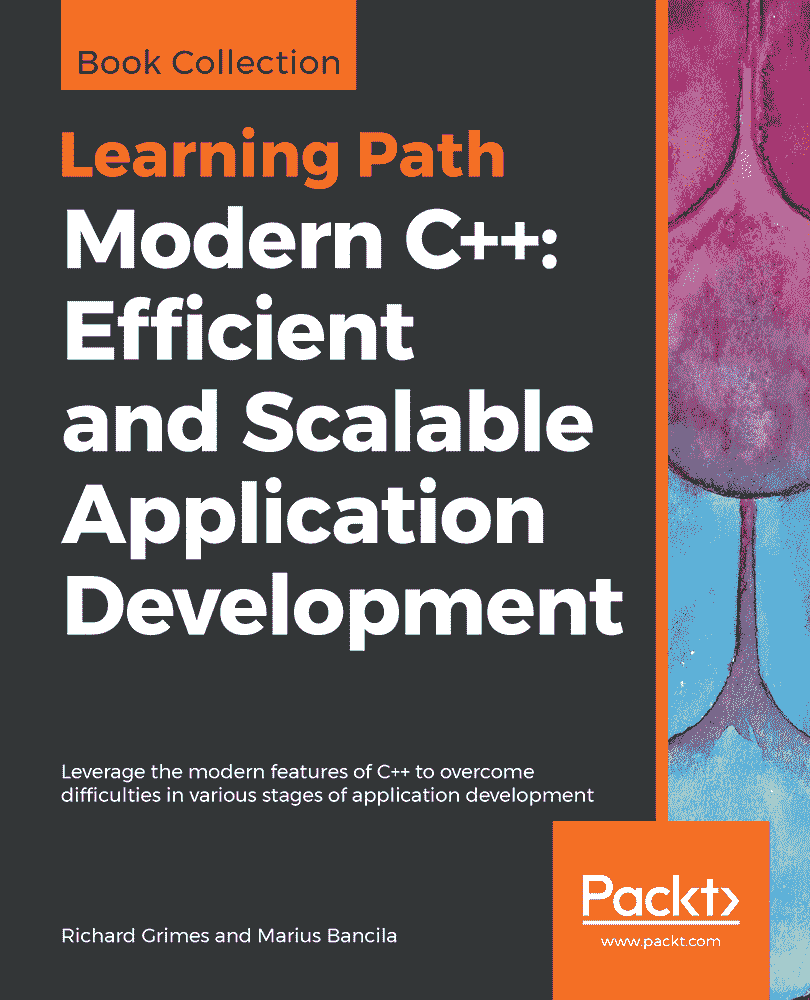 Book Collection
Learning Path
Modern C++:
Efficient
and Scalable
Application
Development
Leverage the modern features of C++ to overcome
difficulties in various stages of application development
Packt>
www.packt.com
Richard Grimes and Marius Bancila